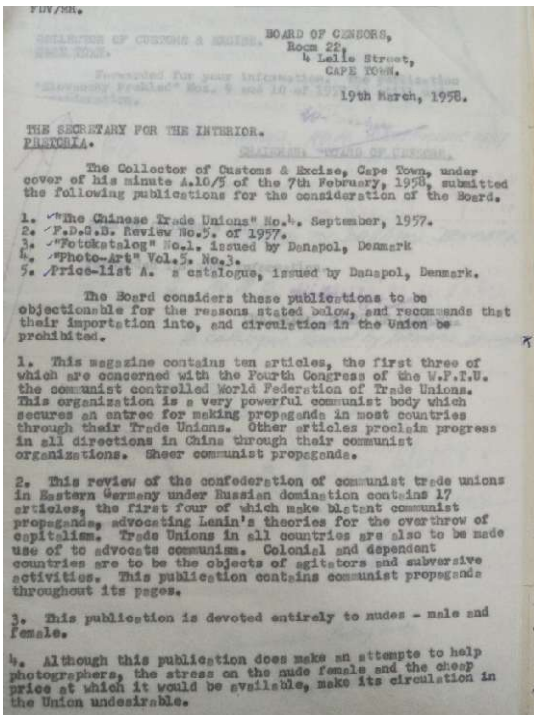 FDV/MH.
BOARD OF CENSORS,
Room 22,
4 Lelie Street,
CAPE TOWN.
19th March, 1958.
THE SECRETARY FOR THE INTERIOR.
PRETORIA.
The Collector of Customs & Excise, Cape Town, under
cover of his minute A.10/5 of the 7th February, 1958, submitted
the following publications for the consideration of the Board.
1. "The Chinese Trade Unions" No.4. September, 1957.
2. F.D.G.B. Review No.5. of 1957.
3. "Fotokatalog" No.1. issued by Danapol, Denmark
4. "Photo-Art" Vol.5. No.3.
5. Price-list A. a catalogue, issued by Danapol, Denmark.
The Board considers these publications to be
objectionable for the reasons stated below, and recommends that
their importation into, and circulation in the Union be
prohibited.
1. This magazine contains ten articles, the first three of
which are concerned with the Fourth Congress of the W.F.T.U.
the communist controlled World Federation of Trade Unions.
This organization is a very powerful communist body which
secures an entree for making propaganda in most countries
through their Trade Unions. Other articles proclaim progress
in all directions in China through their communist
organizations. Sheer communist propaganda.
2. This review of the confederation of communist trade unions
in Eastern Germany under Russian domination contains 17
articles, the first four of which make blatant communist
propaganda, advocating Lenin's theories for the overthrow of
capitalism. Trade Unions in all countries are also to be made
use of to advocate communism. Colonial and dependent
countries are to be the objects of agitators and subversive
activities. This publication contains communist propaganda
throughout its pages.
3. This publication is devoted entirely to nudes - male and
female.
4. Although this publication does make an attempte to help
photographers, the stress on the nude female and the cheap
price at which it would be available, make its circulation in
the Union undesirable.